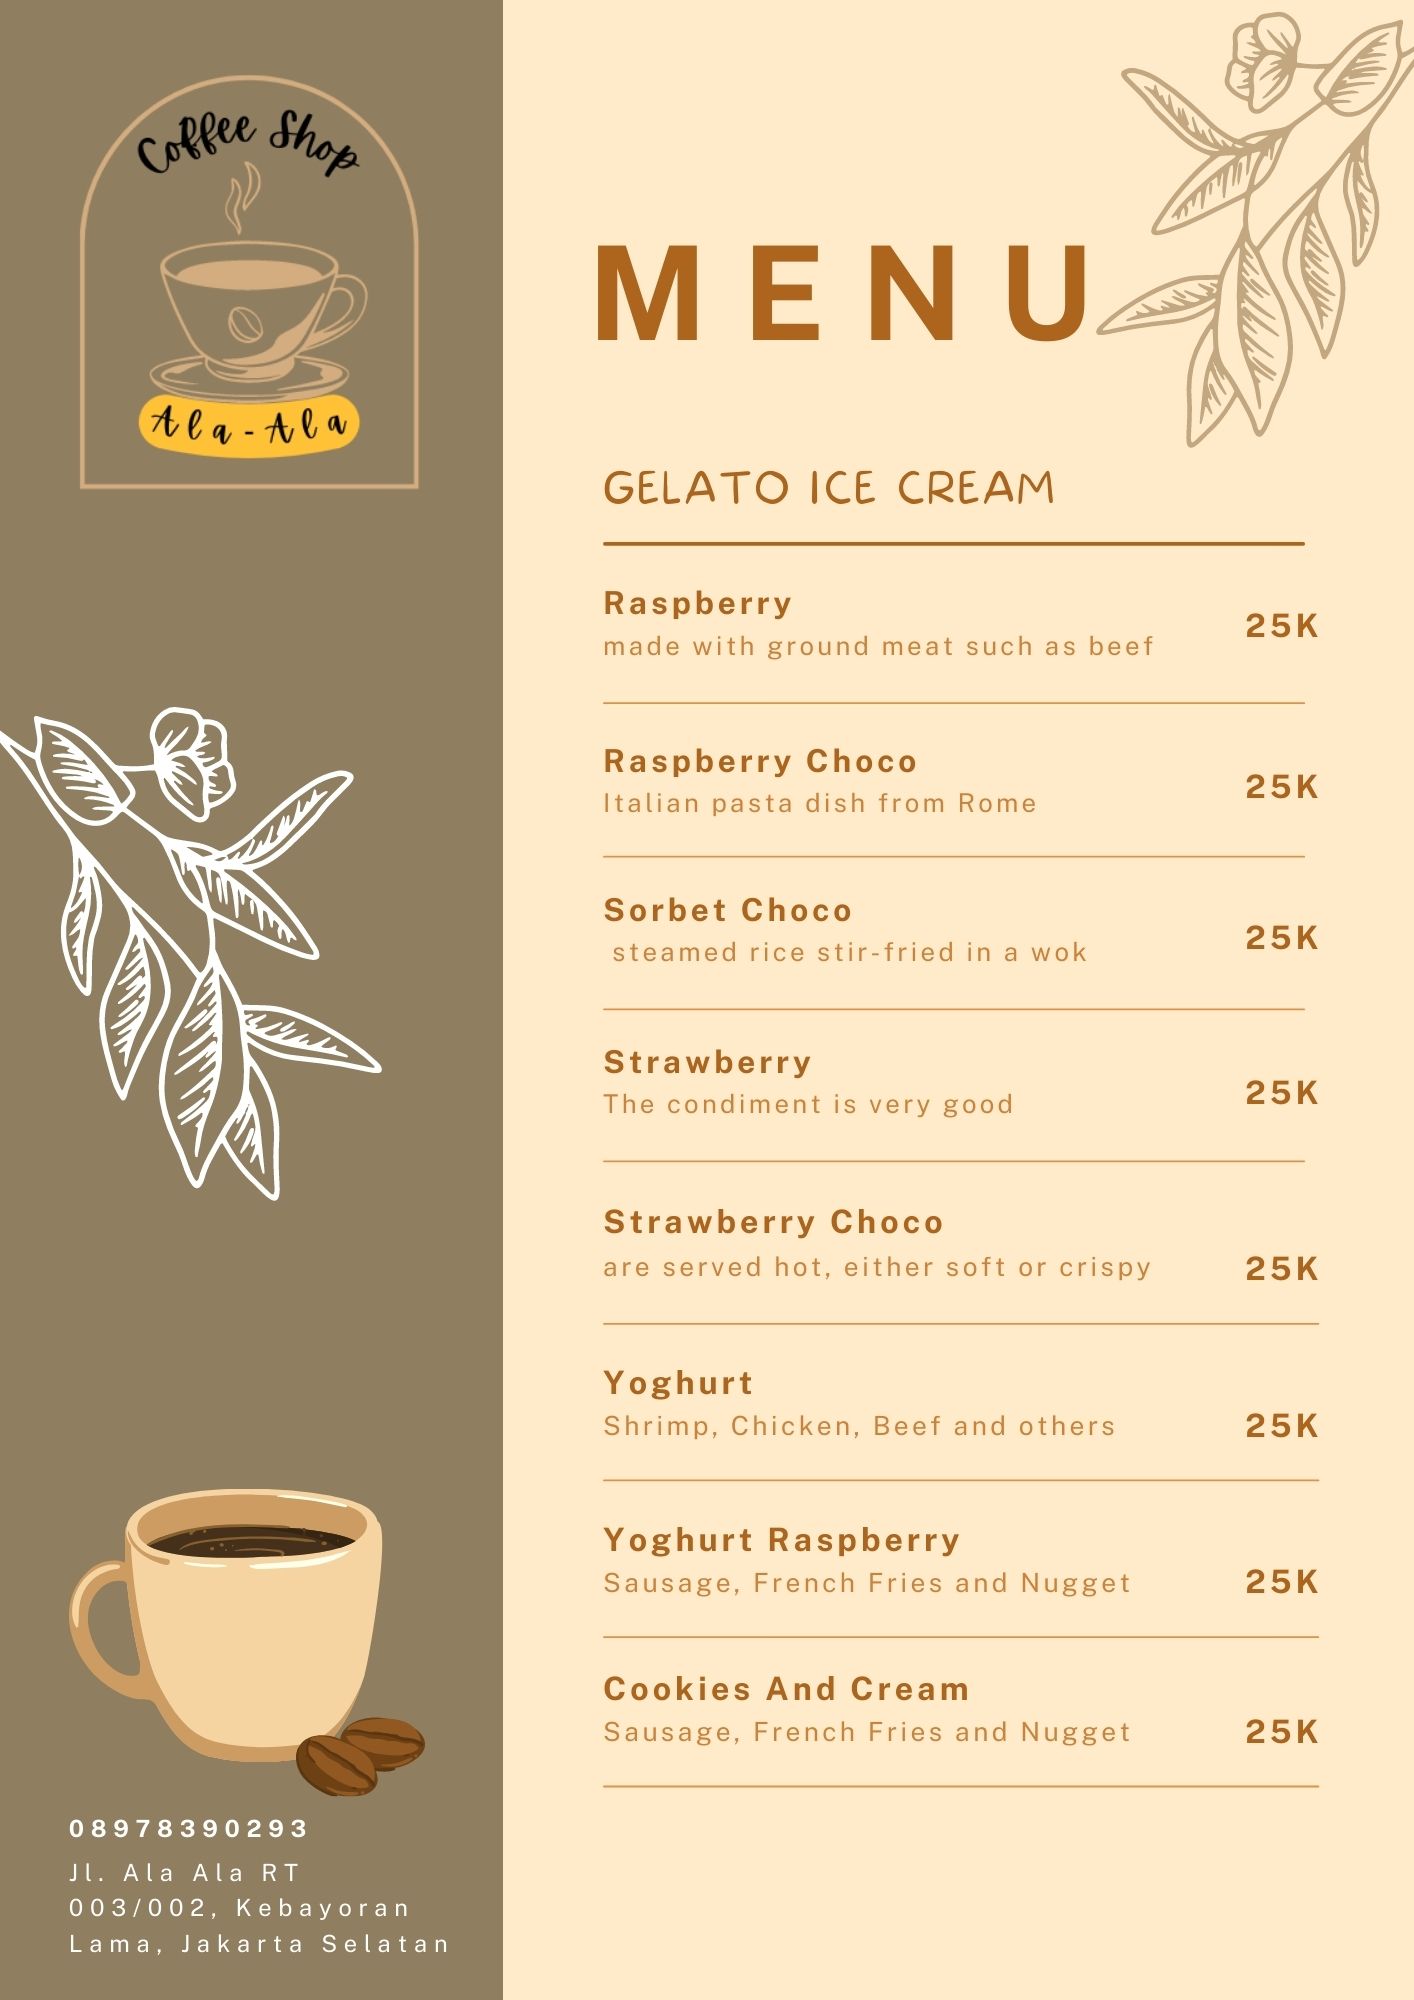 Coffee Shop
Ala-Ala
MENU
GELATO ICE CREAM
Raspberry
made with ground meat such as beef
25K
Raspberry Choco
Italian pasta dish from Rome
25K
Sorbet Choco
steamed rice stir-fried in a wok
25K
Strawberry
The condiment is very good
25K
Strawberry Choco
are served hot, either soft or crispy
25K
Yoghurt
Shrimp, Chicken, Beef and others
25K
Yoghurt Raspberry
Sausage, French Fries and Nugget
25K
Cookies And Cream
Sausage, French Fries and Nugget
25K
08978390293
Jl. Ala Ala RT
003/002, Kebayoran
Lama, Jakarta Selatan